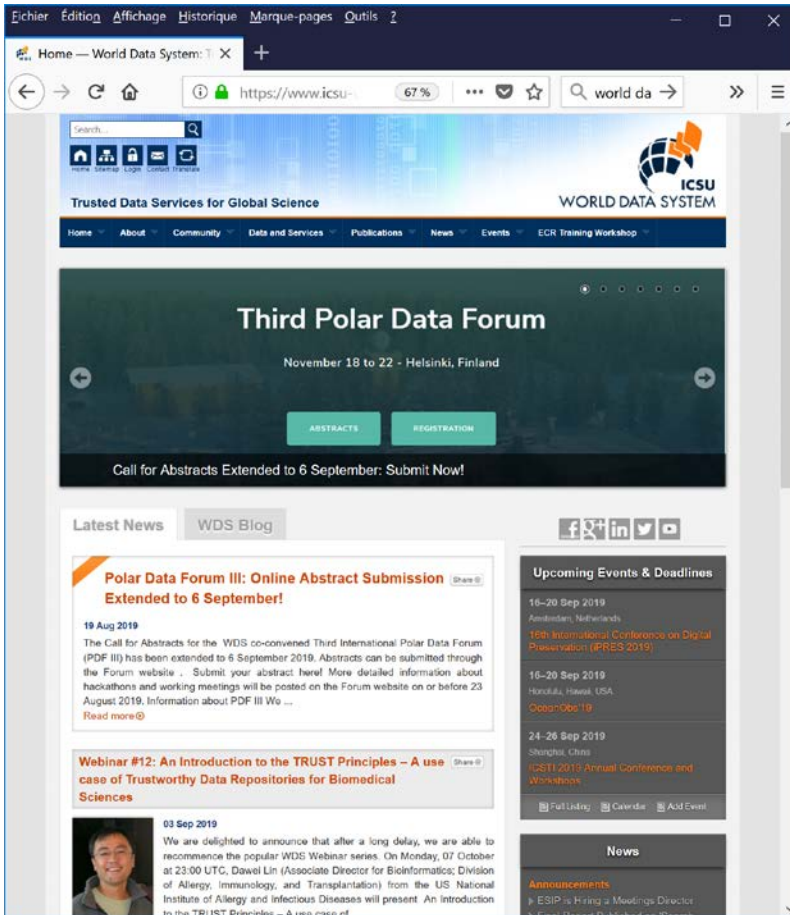 Fichier Édition Affichage Historique Marque-pages Outils ?
Home — World Data System: T
https://www.icsu-
67 %
world da
Search...
Home Sitemap Login Contact Translate
Trusted Data Services for Global Science
ICSU
WORLD DATA SYSTEM
Home About Community Data and Services Publications News Events ECR Training Workshop
Third Polar Data Forum
November 18 to 22 - Helsinki, Finland
ABSTRACTS REGISTRATION
Call for Abstracts Extended to 6 September: Submit Now!
Latest News WDS Blog
Polar Data Forum III: Online Abstract Submission
Extended to 6 September!
Share
19 Aug 2019
The Call for Abstracts for the WDS co-convened Third International Polar Data Forum
(PDF III) has been extended to 6 September 2019. Abstracts can be submitted through
the Forum website . Submit your abstract here! More detailed information about
hackathons and working meetings will be posted on the Forum website on or before 23
August 2019. Information about PDF III We ...
Read more
Webinar #12: An Introduction to the TRUST Principles – A use
case of Trustworthy Data Repositories for Biomedical
Sciences
Share
03 Sep 2019
We are delighted to announce that after a long delay, we are able to
recommence the popular WDS Webinar series. On Monday, 07 October
at 23:00 UTC, Dawei Lin (Associate Director for Bioinformatics; Division
of Allergy, Immunology, and Transplantation) from the US National
Institute of Allergy and Infectious Diseases will present An Introduction
to the TRUST Principles – A use case of
Upcoming Events & Deadlines
16–20 Sep 2019
Amsterdam, Netherlands
16th International Conference on Digital
Preservation (iPRES 2019)
16–20 Sep 2019
Honolulu, Hawaii, USA
OceanObs'19
24–26 Sep 2019
Shanghai, China
ICSTI 2019 Annual Conference and
Workshops
Full Listing Calendar Add Event
News
Announcements
ESIP is Hiring a Meetings Director